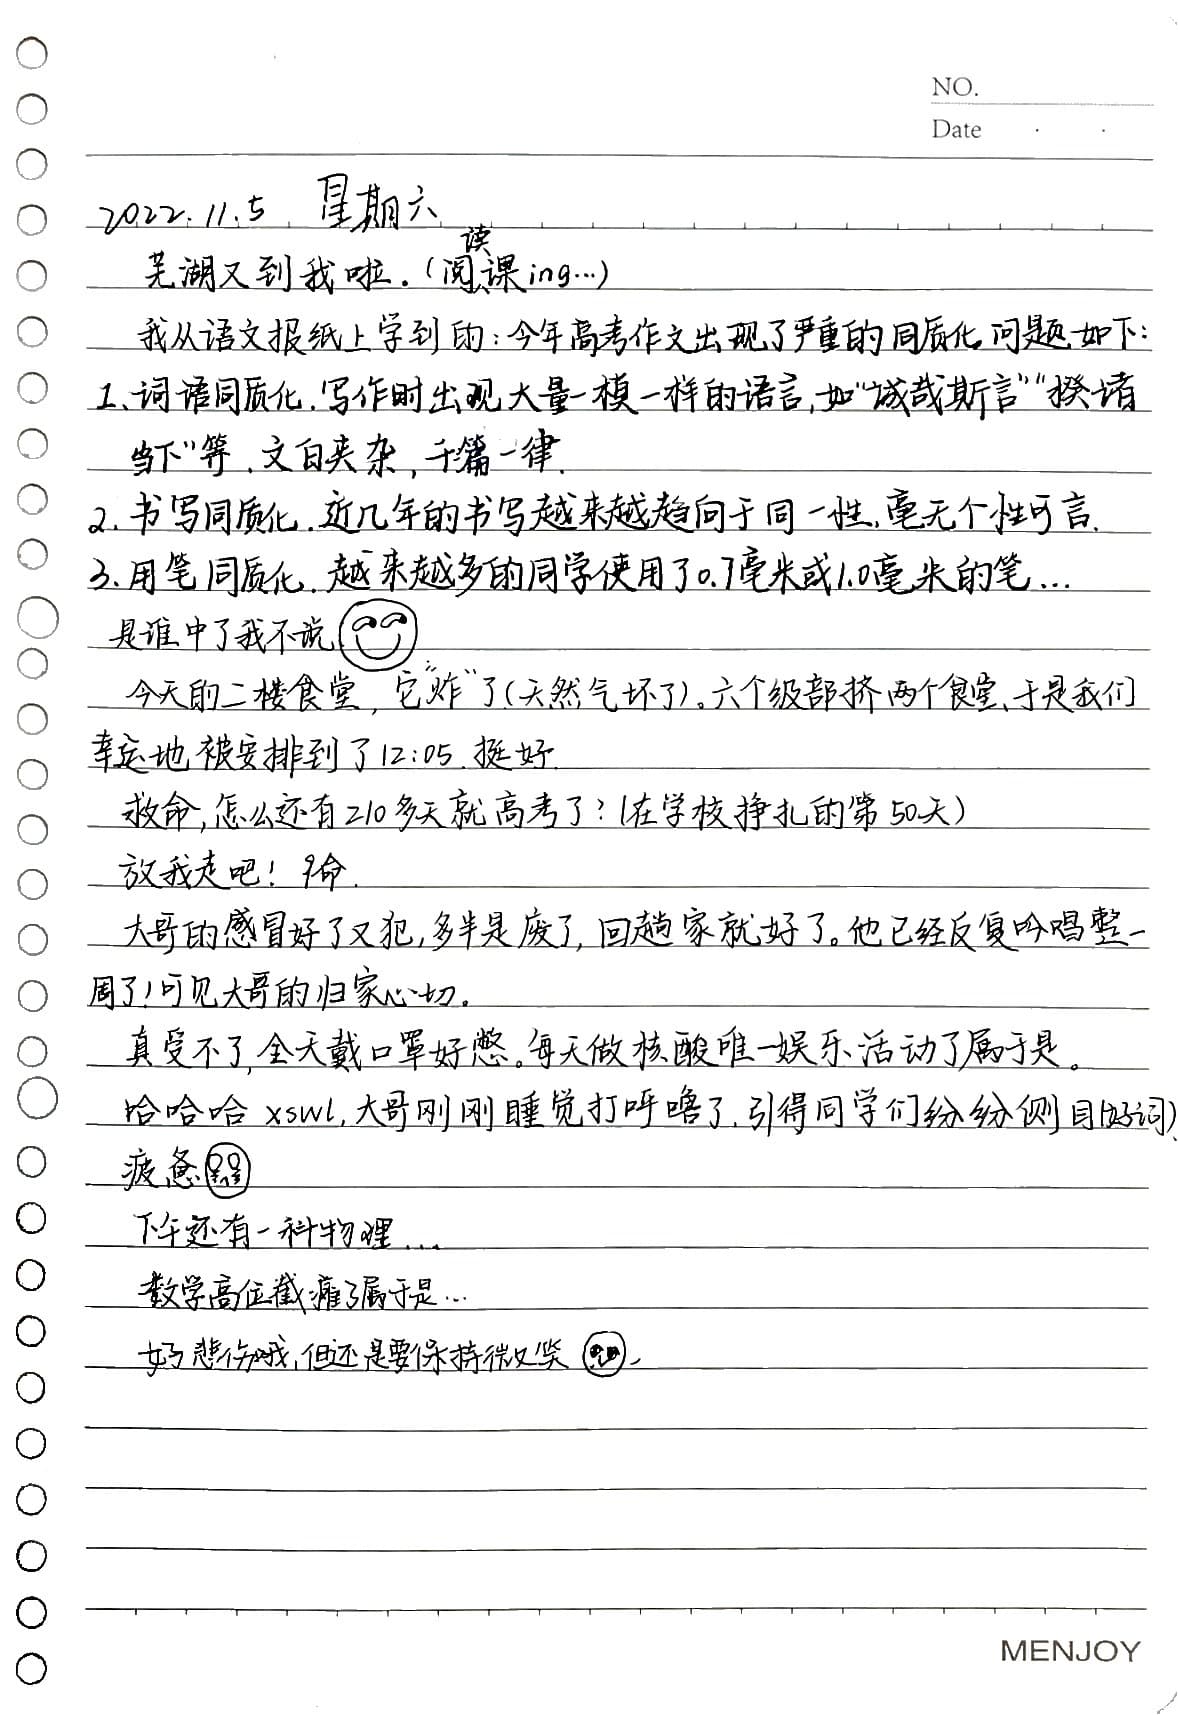 NO.
Date
2022.11.5 星期六
芜湖又到我啦.(阅读课ing…)
我从语文报纸上学到的:今年高考作文出现了严重的同质化问题如下:
1、词语同质化.写作时出现大量一模一样的语言,如“诚哉斯言”“揆诸
当下”等.文白夹杂,千篇一律.
2.书写同质化.近几年的书写越来越趋向于同一性、毫无个性可言.
3.用笔同质化.越来越多的同学使用了0.7毫米或1.0毫米的笔…
是谁中了我不说
今天的二楼食堂,它“炸”了(天然气坏了)。六个级部挤两个食堂、于是我们
幸运地被安排到了12:05.挺好
救命,怎么还有210多天就高考了?(在学校挣扎的第50天)
放我走吧!9命.
大哥的感冒好了又犯,多半是废了,回趟家就好了。他已经反复吟唱整一
周了!可见大哥的归家心切。
真受不了,全天戴口罩好憋。每天做核酸唯一娱乐活动了属于是。
哈哈哈 xswl,大哥刚刚睡觉打呼噜了.引得同学们纷纷侧目(好词)、
疲惫
下午还有一科物理...
数学高位截瘫了属于是…
好悲伤哦,但还是要保持微笑
MENJOY